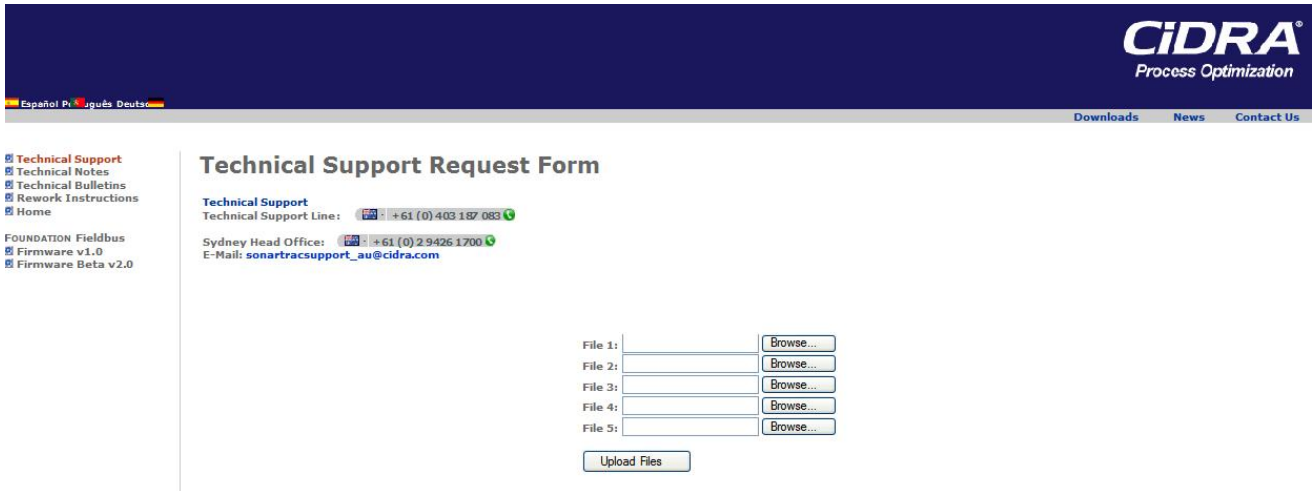 CiDRA®
Process Optimization
Español Po uguês Deutsc
Downloads News Contact Us
Technical Support
Technical Notes
Technical Bulletins
Rework Instructions
Home
FOUNDATION Fieldbus
Firmware v1.0
Firmware Beta v2.0
Technical Support Request Form
Technical Support
Technical Support Line: +61 (0) 403 187 083
Sydney Head Office: +61 (0) 2 9426 1700
E-Mail: sonartracsupport_au@cidra.com
File 1: Browse...
File 2: Browse...
File 3: Browse...
File 4: Browse...
File 5: Browse...
Upload Files